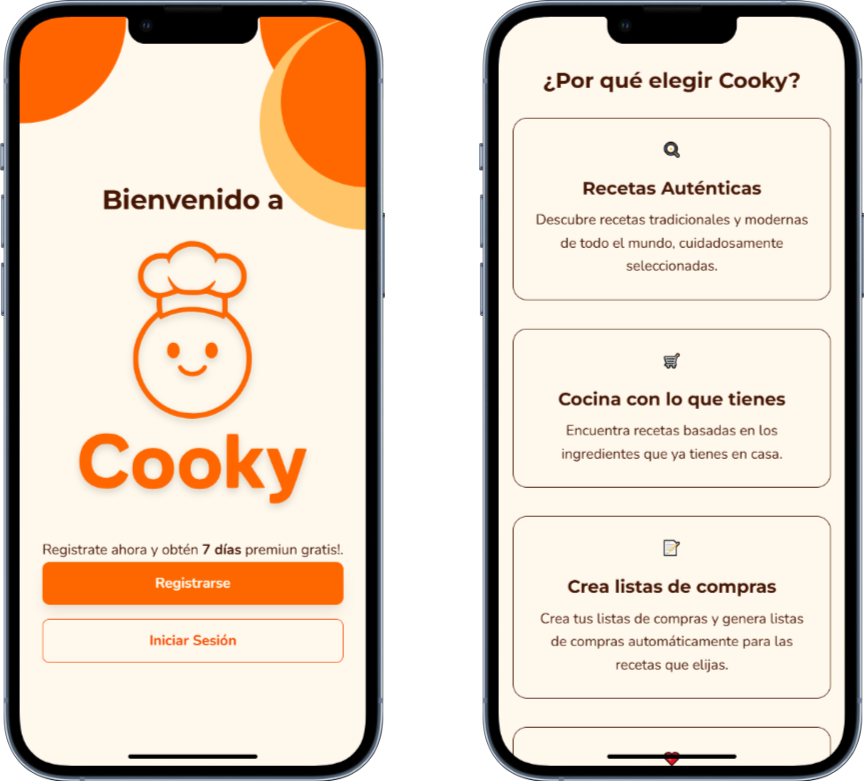 Bienvenido a
Cooky
Registrate ahora y obtén 7 días premiun gratis!.
Registrarse
Iniciar Sesión
¿Por qué elegir Cooky?
Recetas Auténticas
Descubre recetas tradicionales y modernas
de todo el mundo, cuidadosamente
seleccionadas.
Cocina con lo que tienes
Encuentra recetas basadas en los
ingredientes que ya tienes en casa.
Crea listas de compras
Crea tus listas de compras y genera listas
de compras automáticamente para las
recetas que elijas.